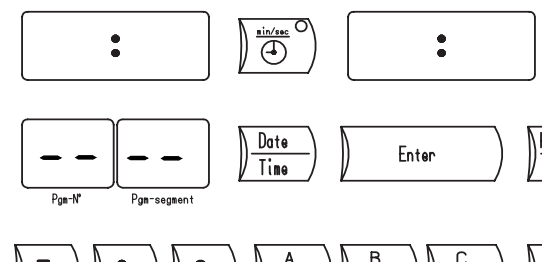 :
min/sec
:
-- --
Date
Time
Enter
Pgm-N° Pgm-segment
A B C